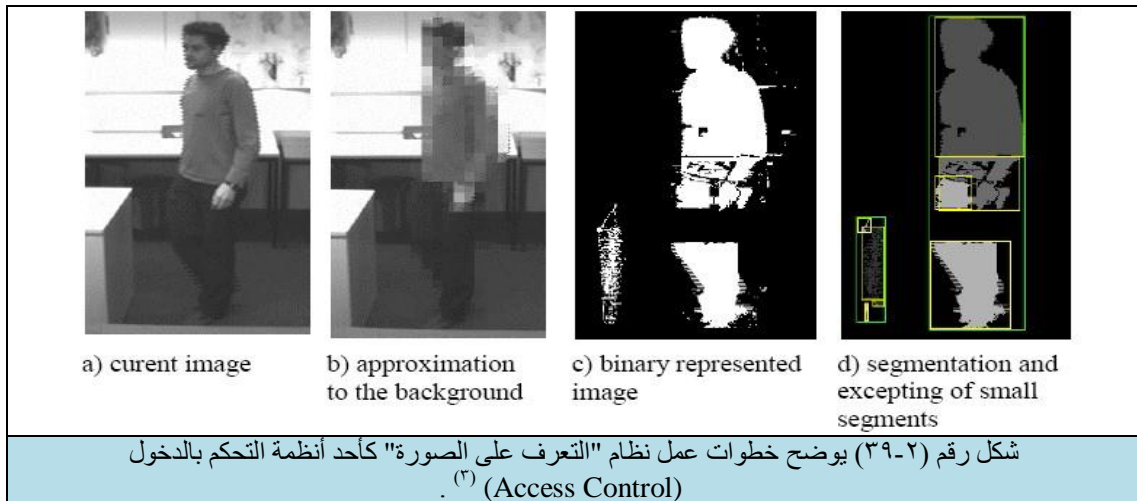 a) curent image
b) approximation
to the background
c) binary represented
image
d) segmentation and
excepting of small
segments
شكل رقم (٢-٣٩) يوضح خطوات عمل نظام "التعرف على الصورة" كأحد أنظمة التحكم بالدخول
(Access Control) (٣) .